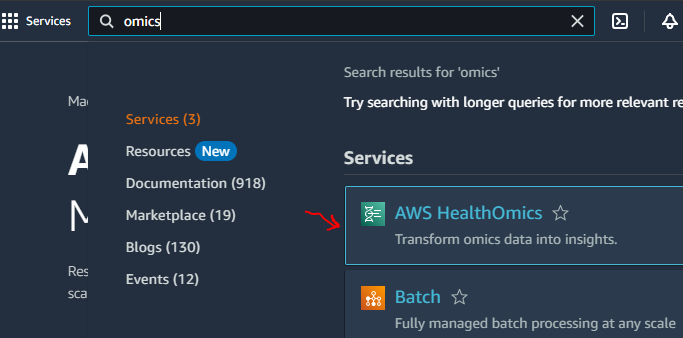 Services
omics
Search results for 'omics'
Try searching with longer queries for more relevant re
Mac
Services (3)
A
Resources New
Documentation (918)
Services
M
Marketplace (19)
AWS HealthOmics
Transform omics data into insights.
Blogs (130)
Res
sca
Events (12)
Batch
Fully managed batch processing at any scale